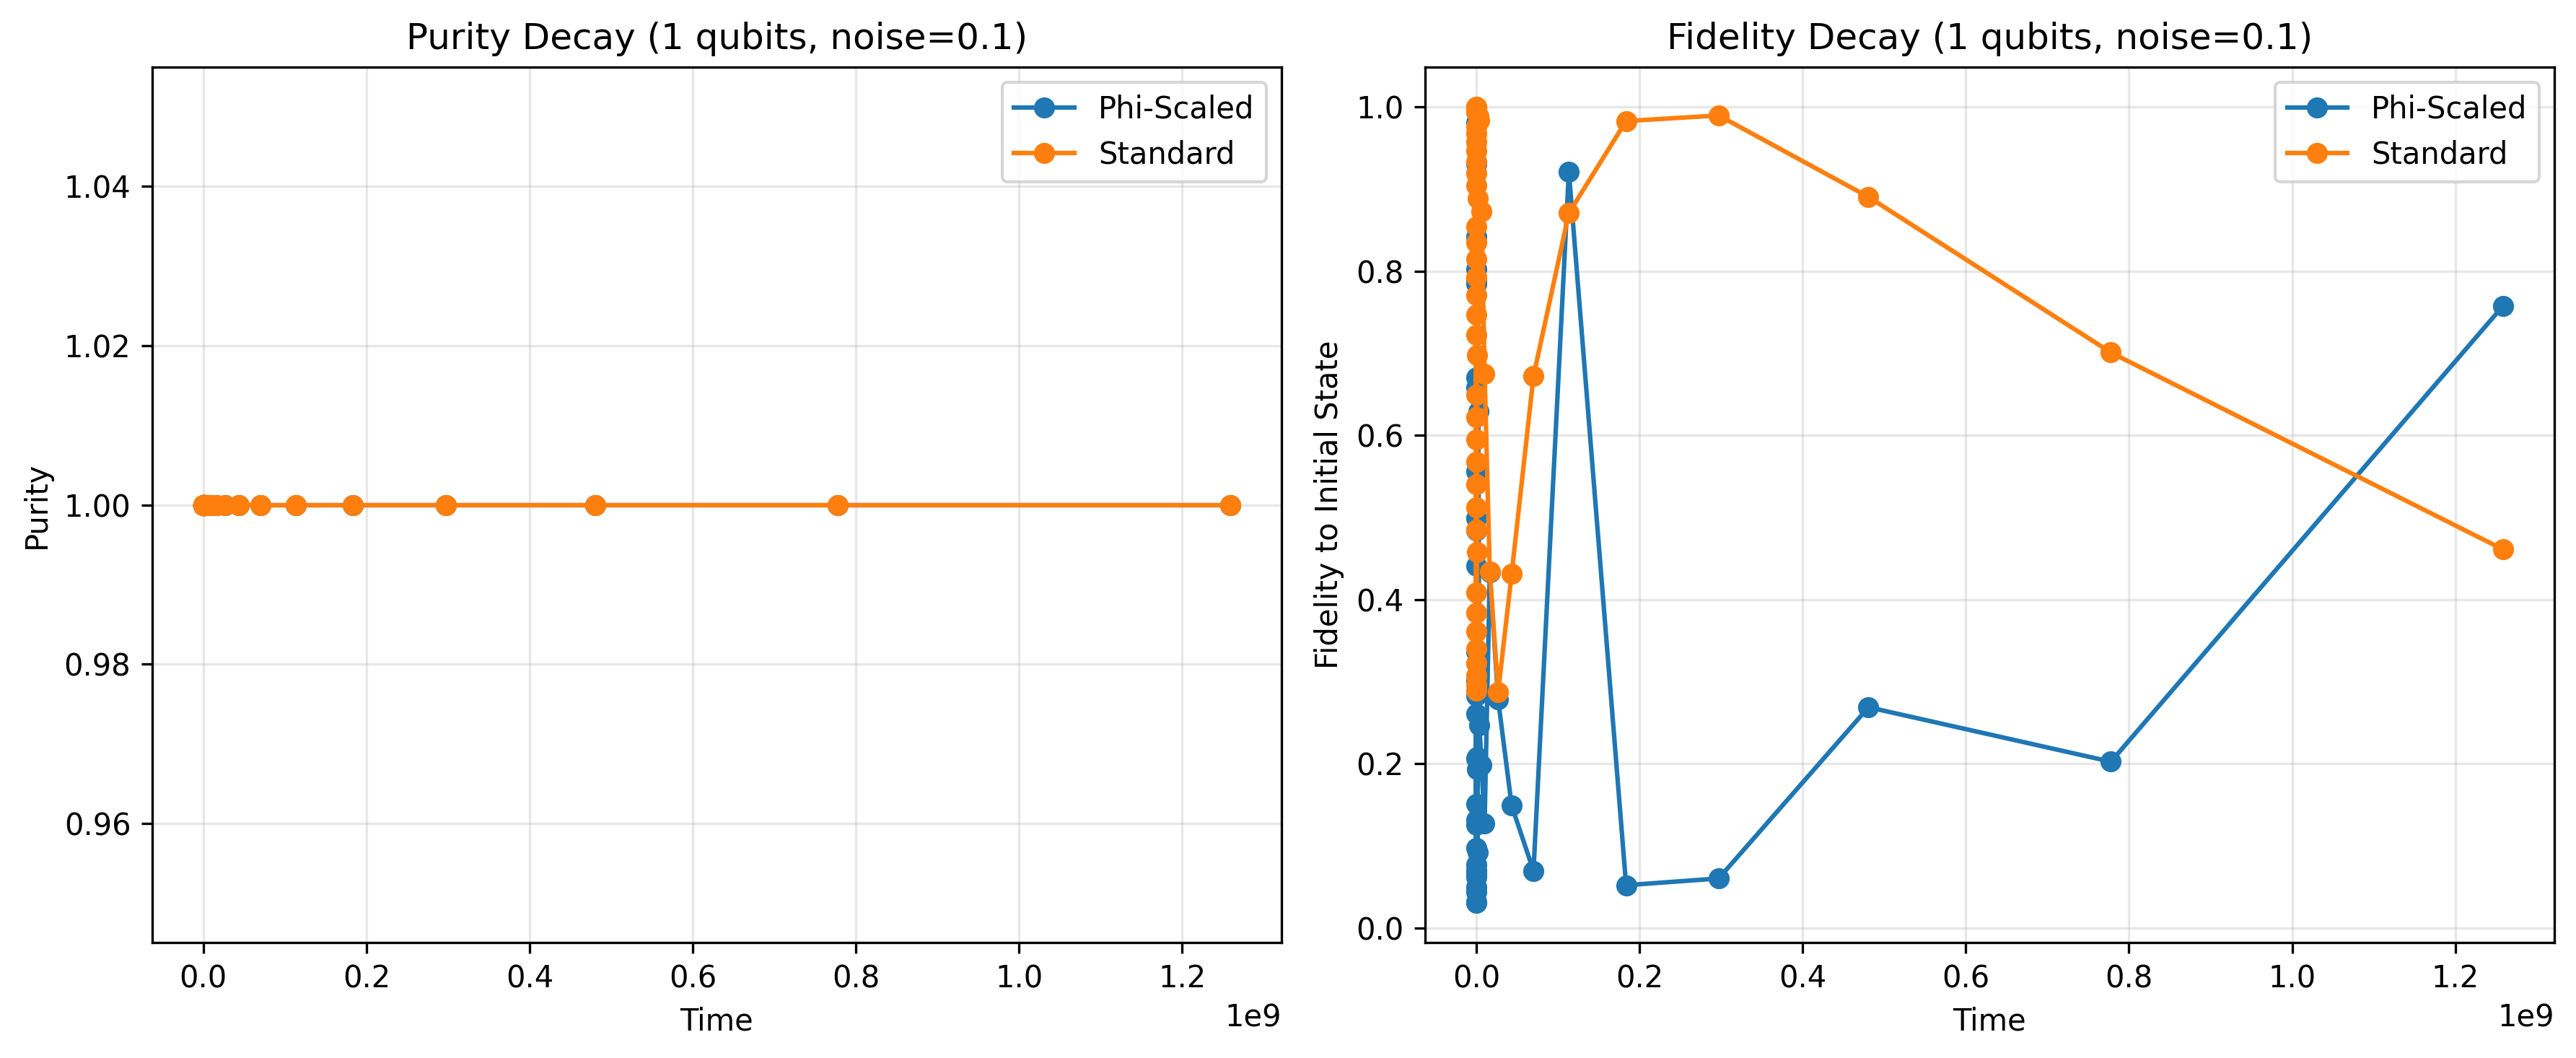 Purity Decay (1 qubits, noise=0.1)
Phi-Scaled
Standard
1.04
1.02
1.00
0.98
0.96
Purity
0.0 0.2 0.4 0.6 0.8 1.0 1.2
1e9
Time
Fidelity Decay (1 qubits, noise=0.1)
Phi-Scaled
Standard
1.0
0.8
0.6
0.4
0.2
0.0
Fidelity to Initial State
0.0 0.2 0.4 0.6 0.8 1.0 1.2
1e9
Time